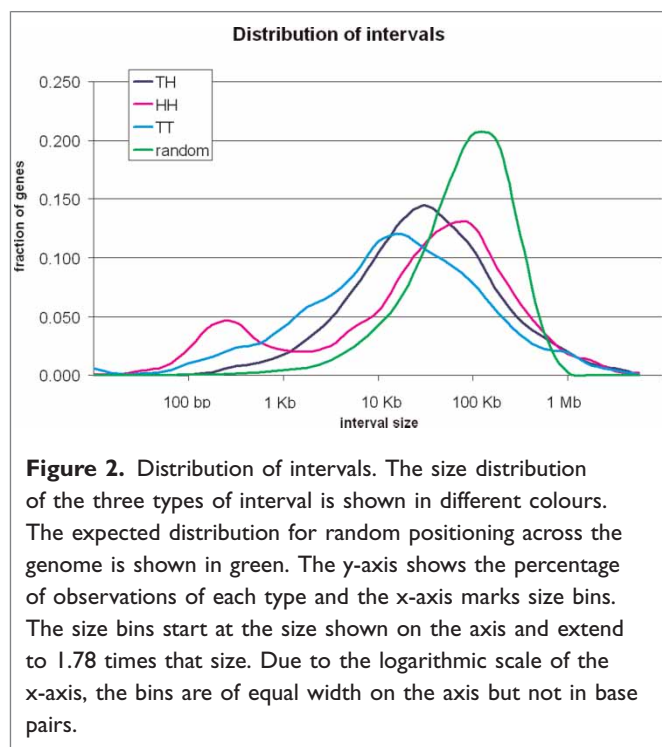 Distribution of intervals
0.250
0.200
0.150
0.100
0.050
0.000
fraction of genes
TH
HH
TT
random
100 bp
1 Kb
10 Kb
100 Kb
1 Mb
interval size
Figure 2. Distribution of intervals. The size distribution
of the three types of interval is shown in different colours.
The expected distribution for random positioning across the
genome is shown in green. The y-axis shows the percentage
of observations of each type and the x-axis marks size bins.
The size bins start at the size shown on the axis and extend
to 1.78 times that size. Due to the logarithmic scale of the
x-axis, the bins are of equal width on the axis but not in base
pairs.